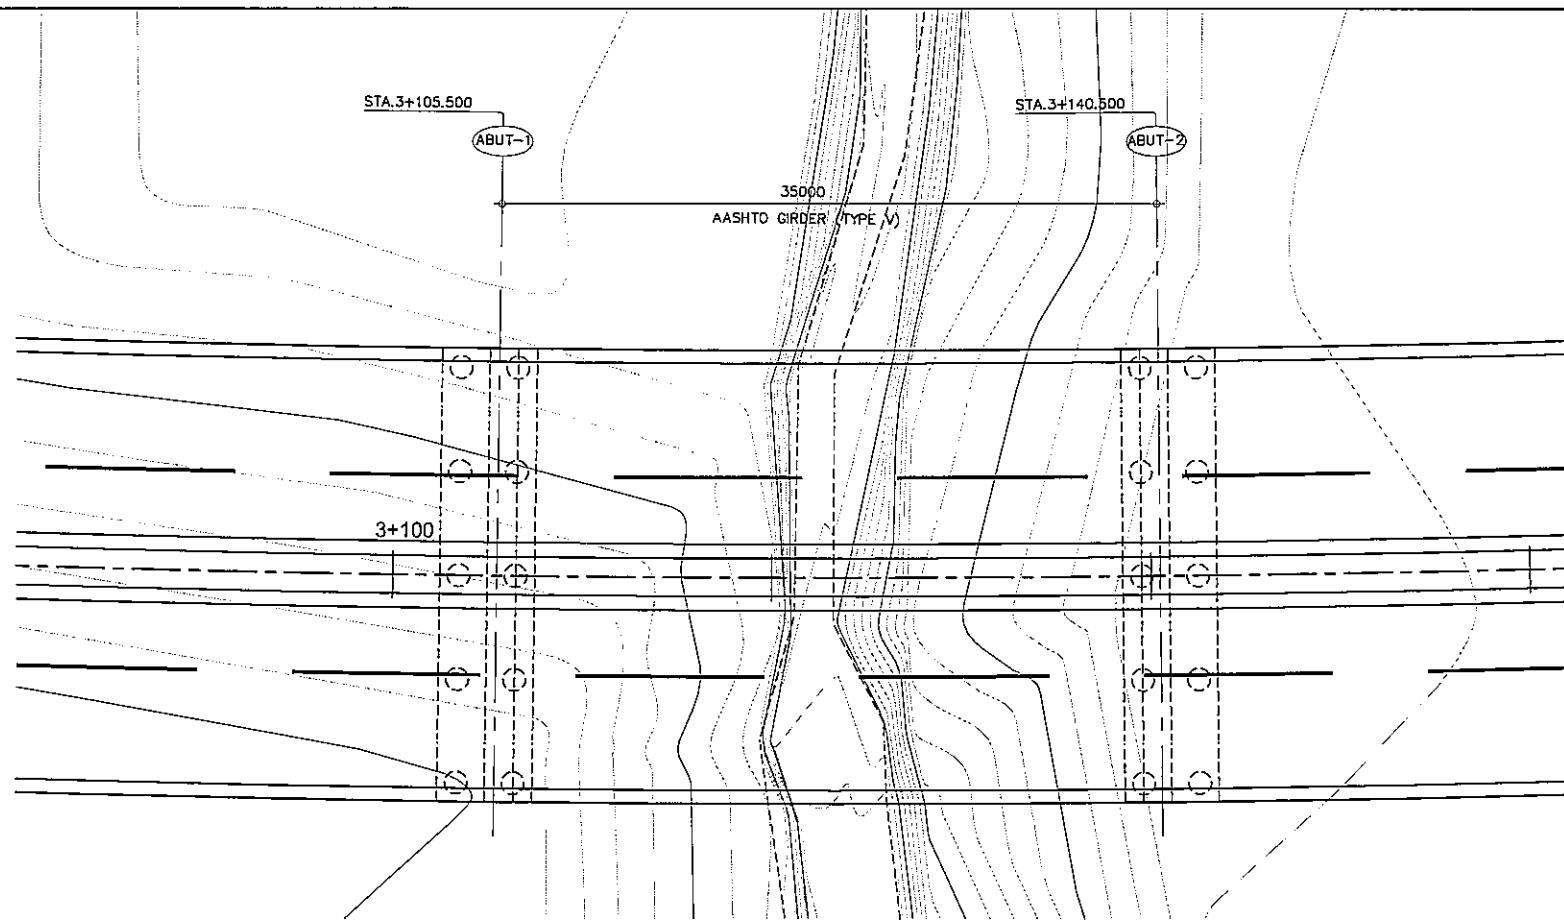 STA.3+105.500
STA.3+140.500
ABUT-1
ABUT-2
35000
AASHTO GIRDER (TYPE V)
3+100